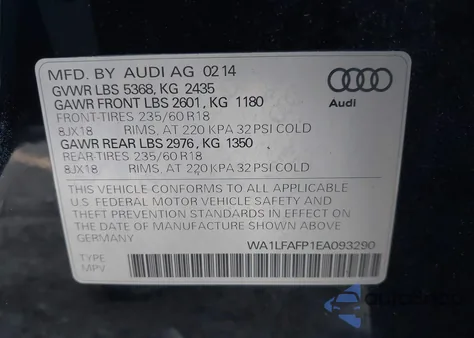 MFD. BY AUDI AG 02 14
GVWR LBS 5368, KG 2435
GAWR FRONT LBS 2601, KG 1180
FRONT-TIRES 235/60 R18
8JX18 RIMS, AT 220 KPA 32 PSI COLD
GAWR REAR LBS 2976, KG 1350
REAR-TIRES 235/60 R18
8JX18 RIMS, AT 220 KPA 32 PSI COLD
Audi
THIS VEHICLE CONFORMS TO ALL APPLICABLE
U.S. FEDERAL MOTOR VEHICLE SAFETY AND
THEFT PREVENTION STANDARDS IN EFFECT ON
THE DATE OF MANUFACTURE SHOWN ABOVE
GERMANY WA1LFAFP1EA093290
TYPE
MPV